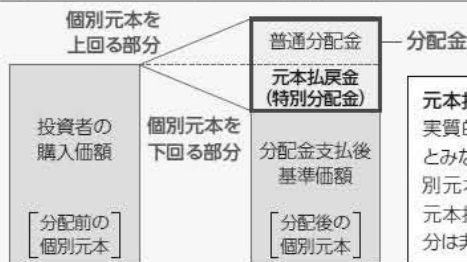 個別元本を
上回る部分
普通分配金
分配金
元本払戻金
(特別分配金)
投資者の
購入価額
個別元本を
下回る部分
分配金支払後
基準価額
分配前の
個別元本
分配後の
個別元本
元本払
実質的
とみな
別元本
元本払
分は非